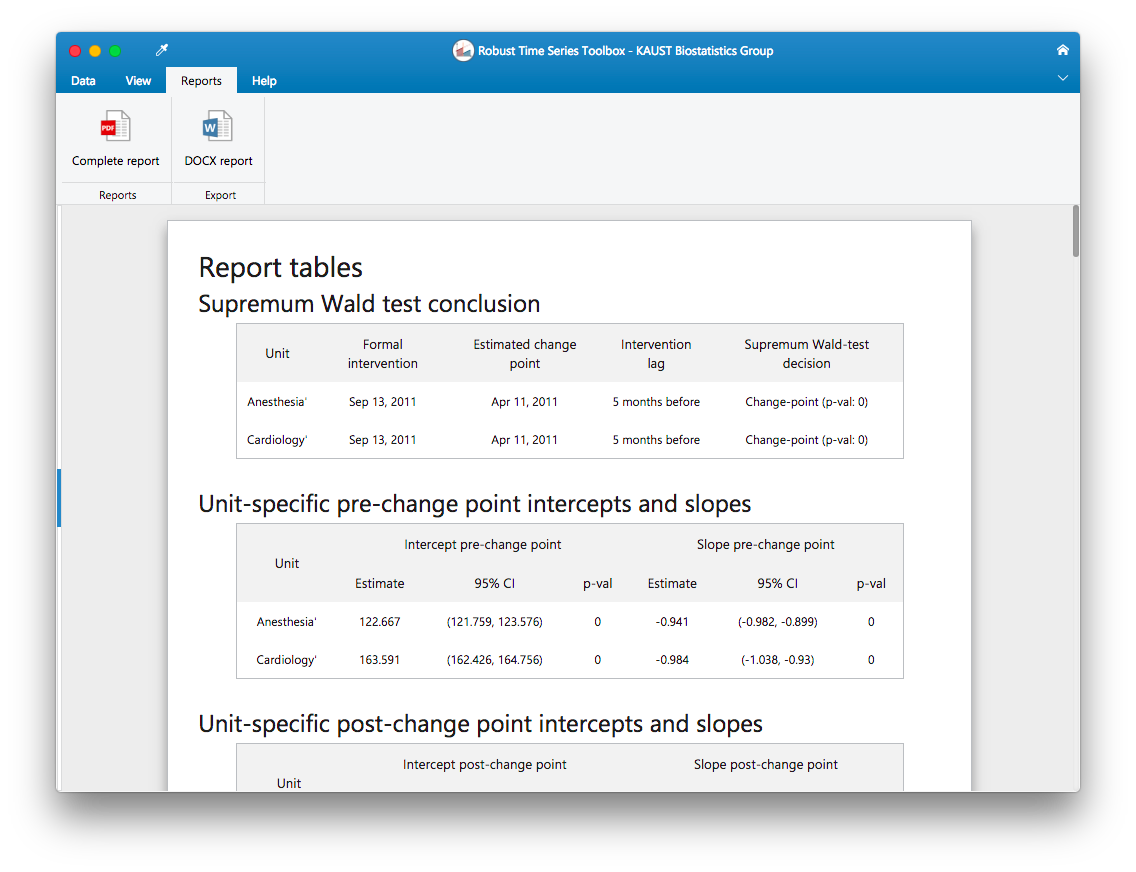 Robust Time Series Toolbox - KAUST Biostatistics Group
Data View Reports Help
PDF W
Complete report DOCX report
Reports Export
Report tables
Supremum Wald test conclusion
Unit Formal intervention Estimated change point Intervention lag Supremum Wald-test decision
Anesthesia' Sep 13, 2011 Apr 11, 2011 5 months before Change-point (p-val: 0)
Cardiology' Sep 13, 2011 Apr 11, 2011 5 months before Change-point (p-val: 0)
Unit-specific pre-change point intercepts and slopes
Intercept pre-change point Slope pre-change point
Unit
Estimate 95% CI p-val Estimate 95% CI p-val
Anesthesia' 122.667 (121.759, 123.576) 0 -0.941 (-0.982, -0.899) 0
Cardiology' 163.591 (162.426, 164.756) 0 -0.984 (-1.038, -0.93) 0
Unit-specific post-change point intercepts and slopes
Intercept post-change point Slope post-change point
Unit